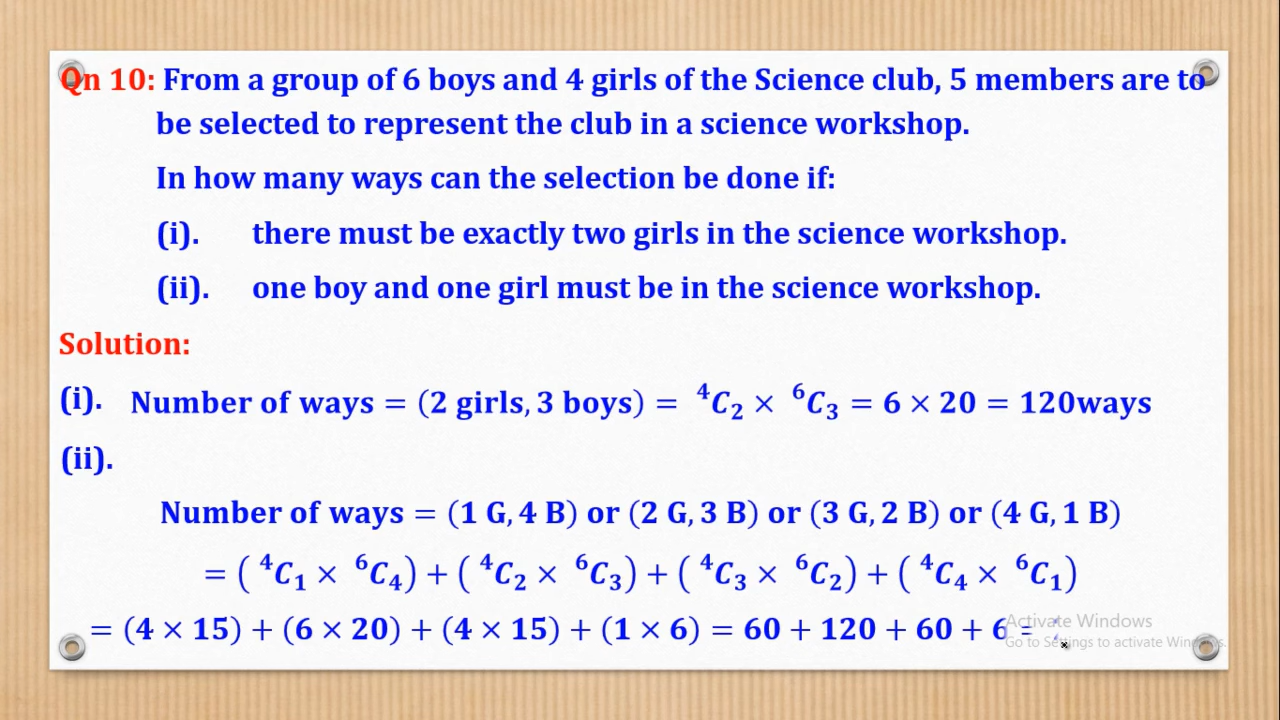 Qn 10: From a group of 6 boys and 4 girls of the Science club, 5 members are to
be selected to represent the club in a science workshop.
In how many ways can the selection be done if:
(i). there must be exactly two girls in the science workshop.
(ii). one boy and one girl must be in the science workshop.
Solution:
(i). Number of ways = (2 girls, 3 boys) = ⁴C₂ × ⁶C₃ = 6 × 20 = 120ways
(ii).
Number of ways = (1 G, 4 B) or (2 G, 3 B) or (3 G, 2 B) or (4 G, 1 B)
= ( ⁴C₁ × ⁶C₄) + ( ⁴C₂ × ⁶C₃) + ( ⁴C₃ × ⁶C₂) + ( ⁴C₄ × ⁶C₁)
= (4 × 15) + (6 × 20) + (4 × 15) + (1 × 6) = 60 + 120 + 60 + 6 =
Activate Windows
Go to Settings to activate Windows.